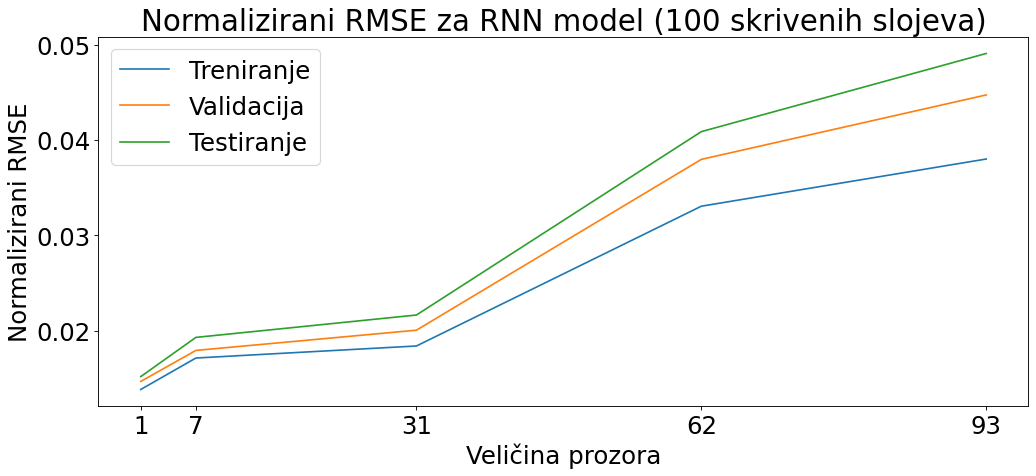 Normalizirani RMSE za RNN model (100 skrivenih slojeva)
Normalizirani RMSE
0.05
0.04
0.03
0.02
Treniranje
Validacija
Testiranje
1 7 31 62 93
Veličina prozora